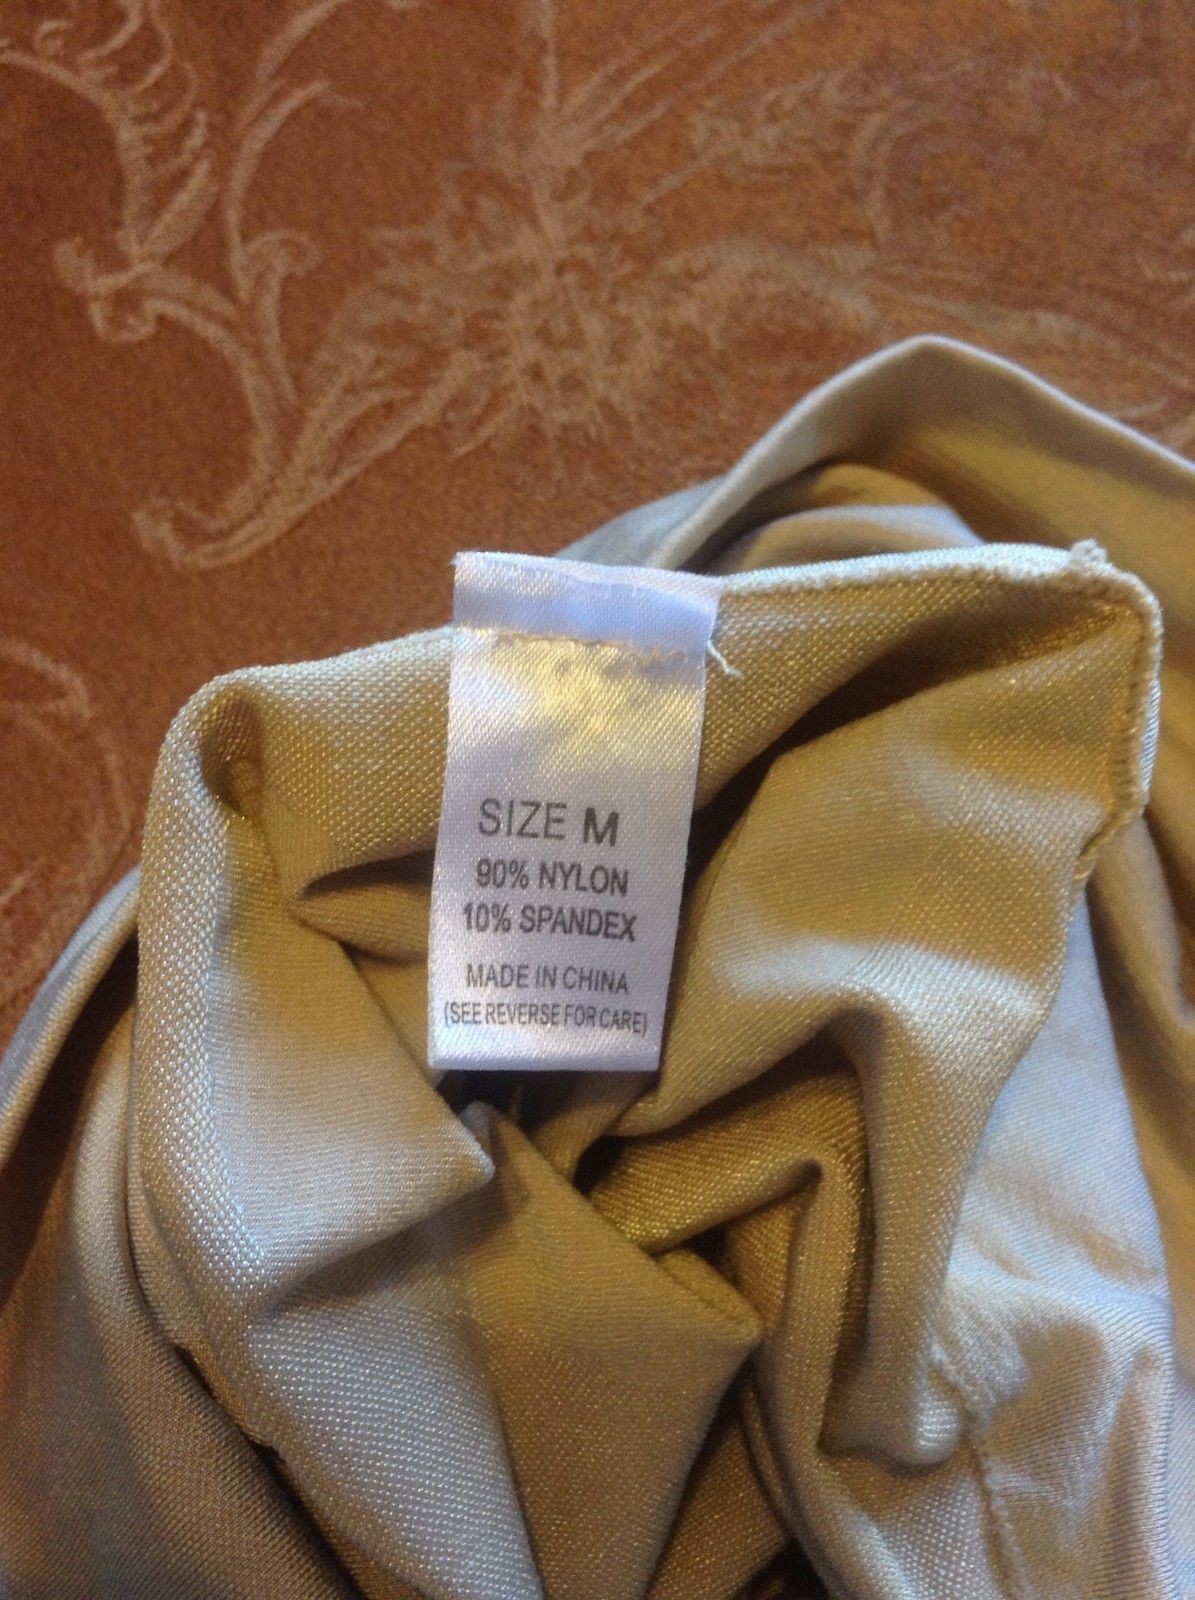 SIZE M
90% NYLON
10% SPANDEX
MADE IN CHINA
(SEE REVERSE FOR CARE)